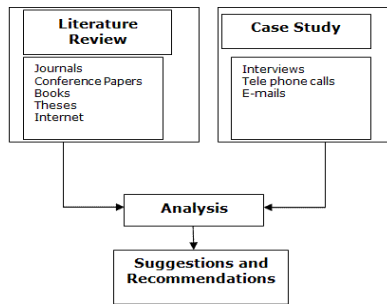 Literature
Review
Journals
Conference Papers
Books
Theses
Internet
Case Study
Interviews
Tele phone calls
E-mails
Analysis
Suggestions and
Recommendations